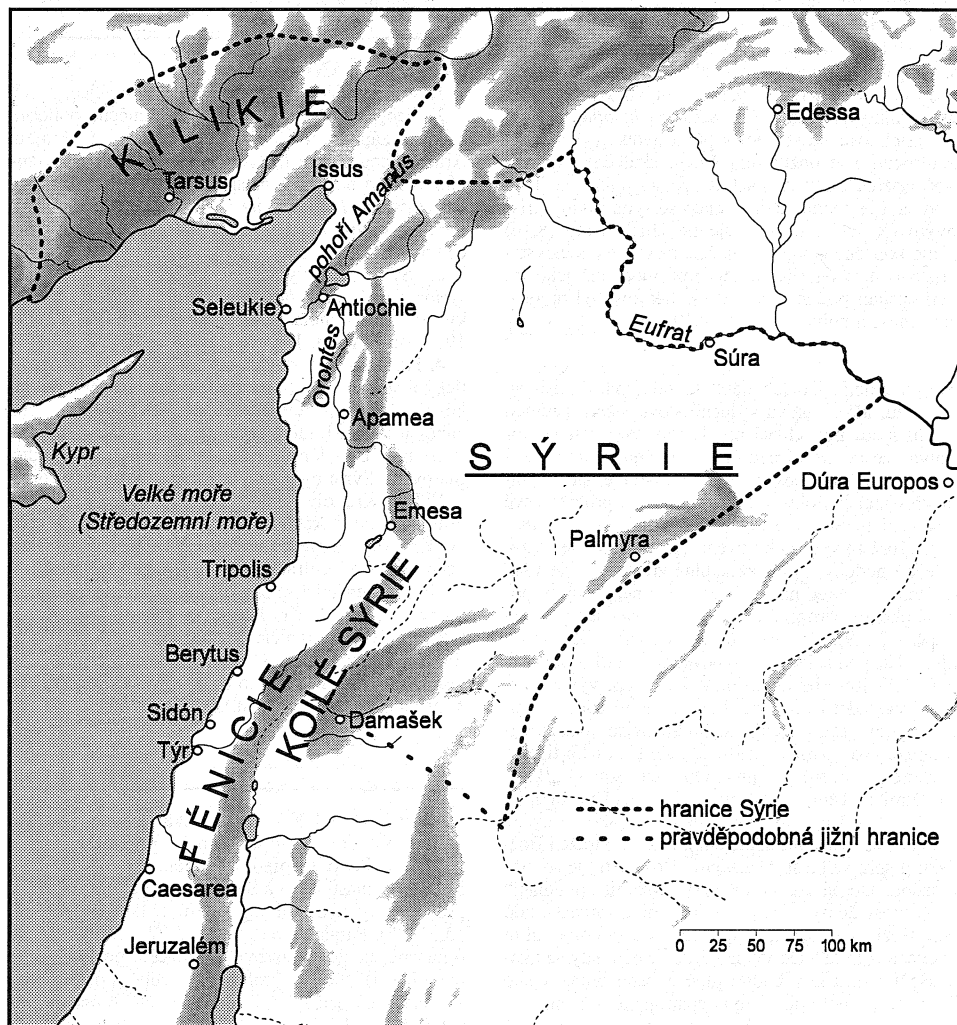 KILIKIE
Edessa
Tarsus
Issus
pohoří Amanus
Seleukie
Antiochie
Orontes
Eufrat
Súra
Apamea
Kypr
SÝRIE
Velké moře
(Středozemní moře)
Dúra Europos
Emesa
Palmyra
Tripolis
FÉNICIE
KOILÉ SÝRIE
Berytus
Sidón
Damašek
Týr
hranice Sýrie
pravděpodobná jižní hranice
Caesarea
Jeruzalém
0 25 50 75 100 km